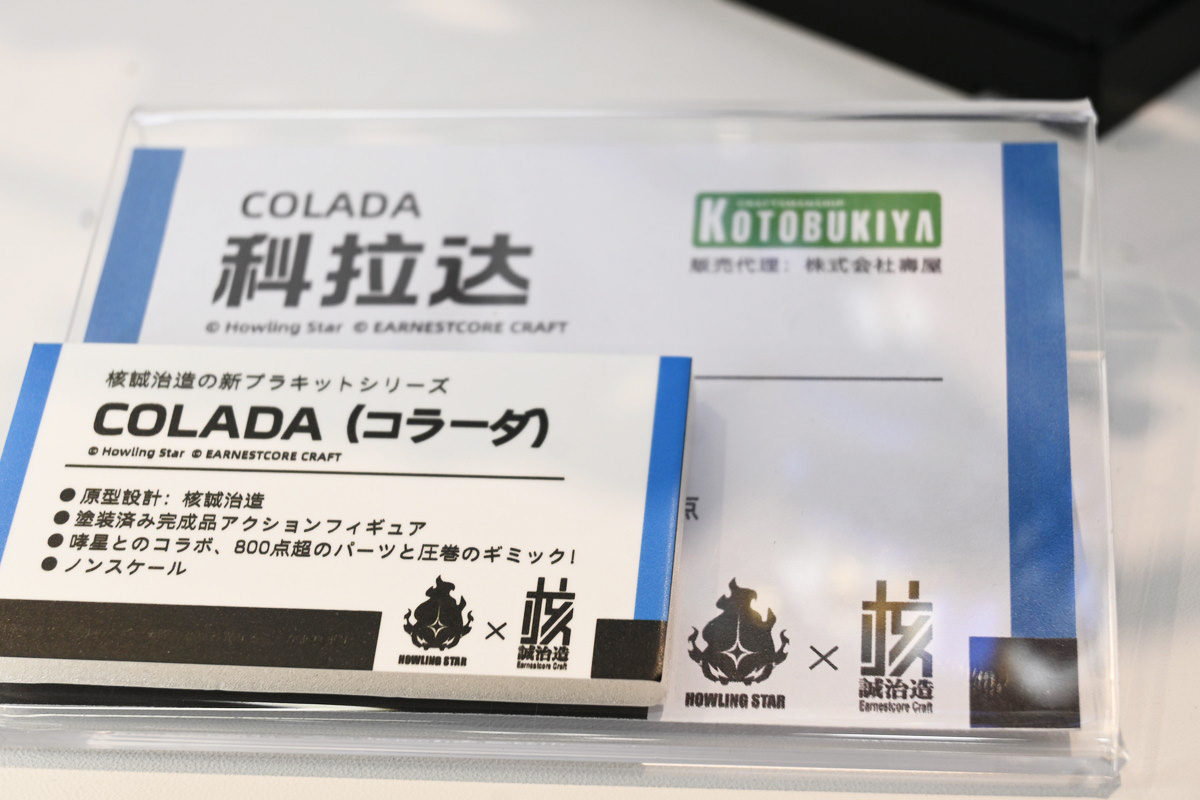 COLADA
科拉达
© Howling Star © EARNESTCORE CRAFT
CRAFTSMANSHIP
KOTOBUKIYA
販売代理：株式会社壽屋
核誠治造の新プラキットシリーズ
COLADA（コラーダ）
© Howling Star © EARNESTCORE CRAFT
●原型設計：核誠治造
●塗装済み完成品アクションフィギュア
●哮星とのコラボ、800点超のパーツと圧巻のギミック！
●ノンスケール
HOWLING STAR
×
核
誠治造
Earnestcore Craft
HOWLING STAR
×
核
誠治造
Earnestcore Craft